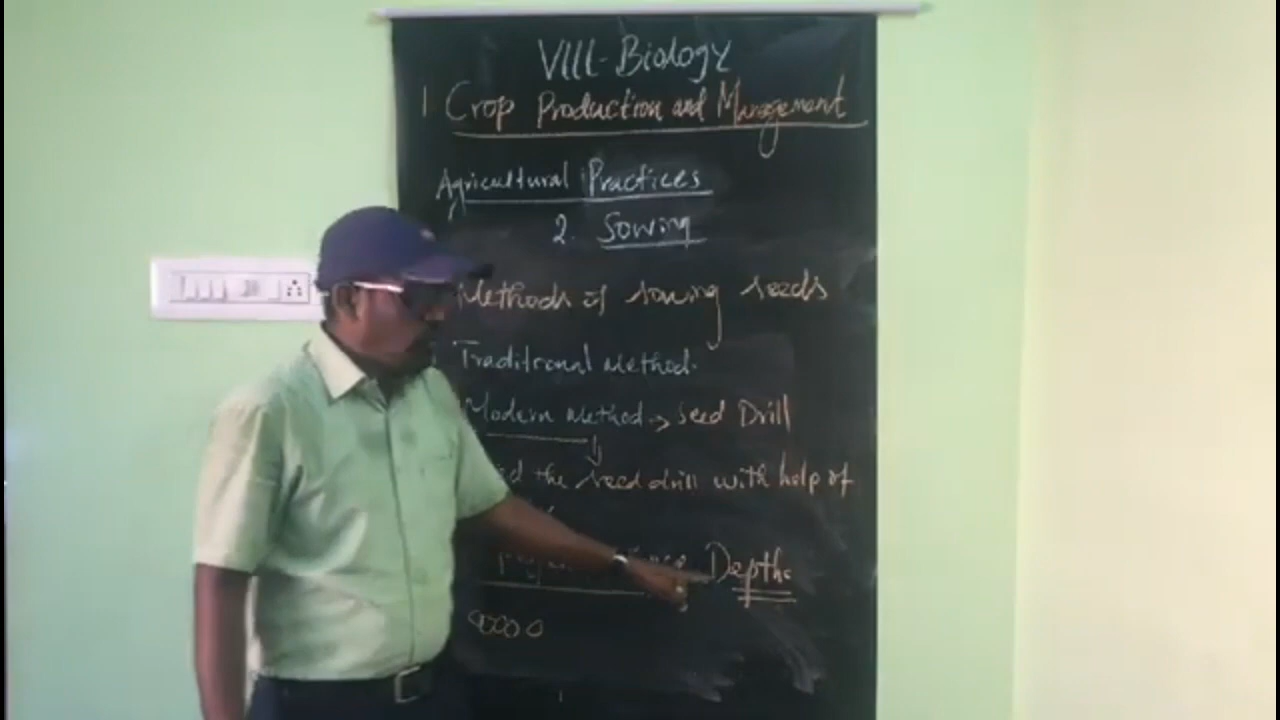 VIII-Biology
1 Crop Production and Management
Agricultural Practices
2. Sowing
Methods of sowing seeds
Traditional method.
Modern method → Seed Drill
the seed drill with help of
Depth